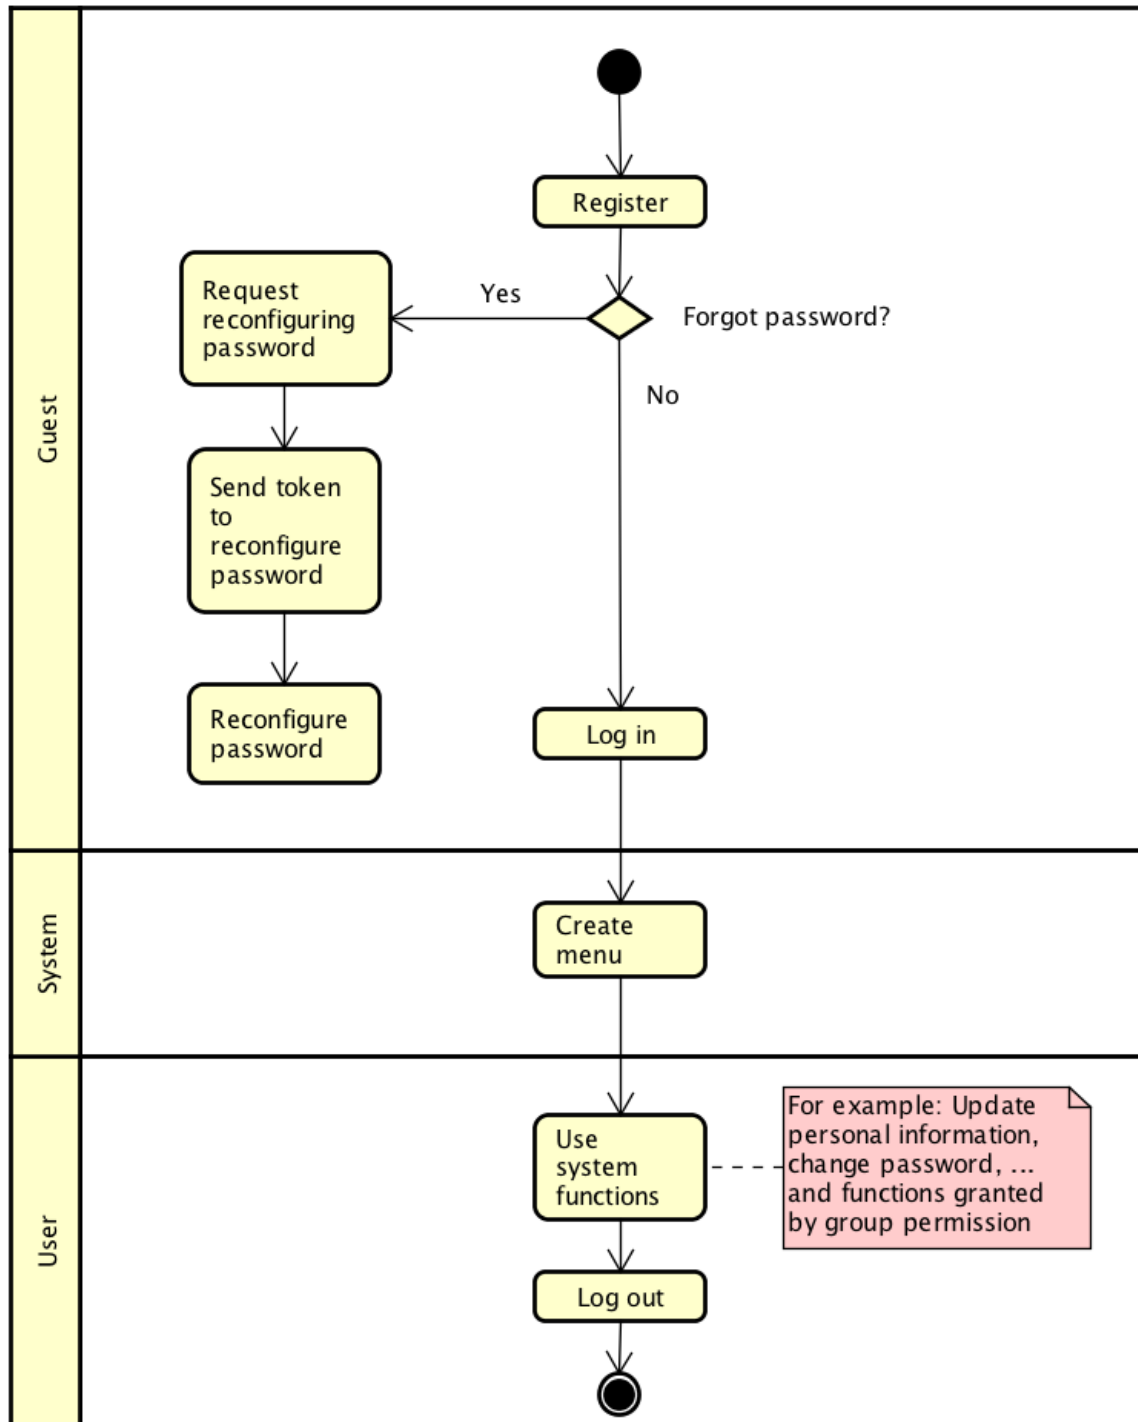 Guest
Register
Request
reconfiguring
password
Yes
Forgot password?
No
Send token
to
reconfigure
password
Reconfigure
password
Log in
System
Create
menu
User
Use
system
functions
For example: Update
personal information,
change password, ...
and functions granted
by group permission
Log out